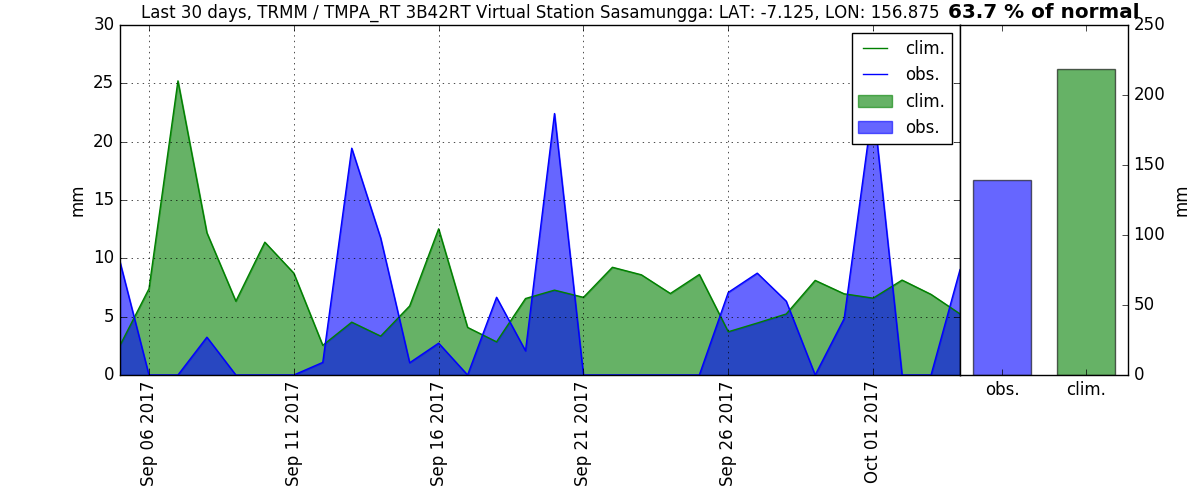 Last 30 days, TRMM / TMPA_RT 3B42RT Virtual Station Sasamungga: LAT: -7.125, LON: 156.875
63.7 % of normal
30
25
20
15
10
5
0
mm
clim.
obs.
clim.
obs.
Sep 06 2017
Sep 11 2017
Sep 16 2017
Sep 21 2017
Sep 26 2017
Oct 01 2017
250
200
150
100
50
0
mm
obs.
clim.